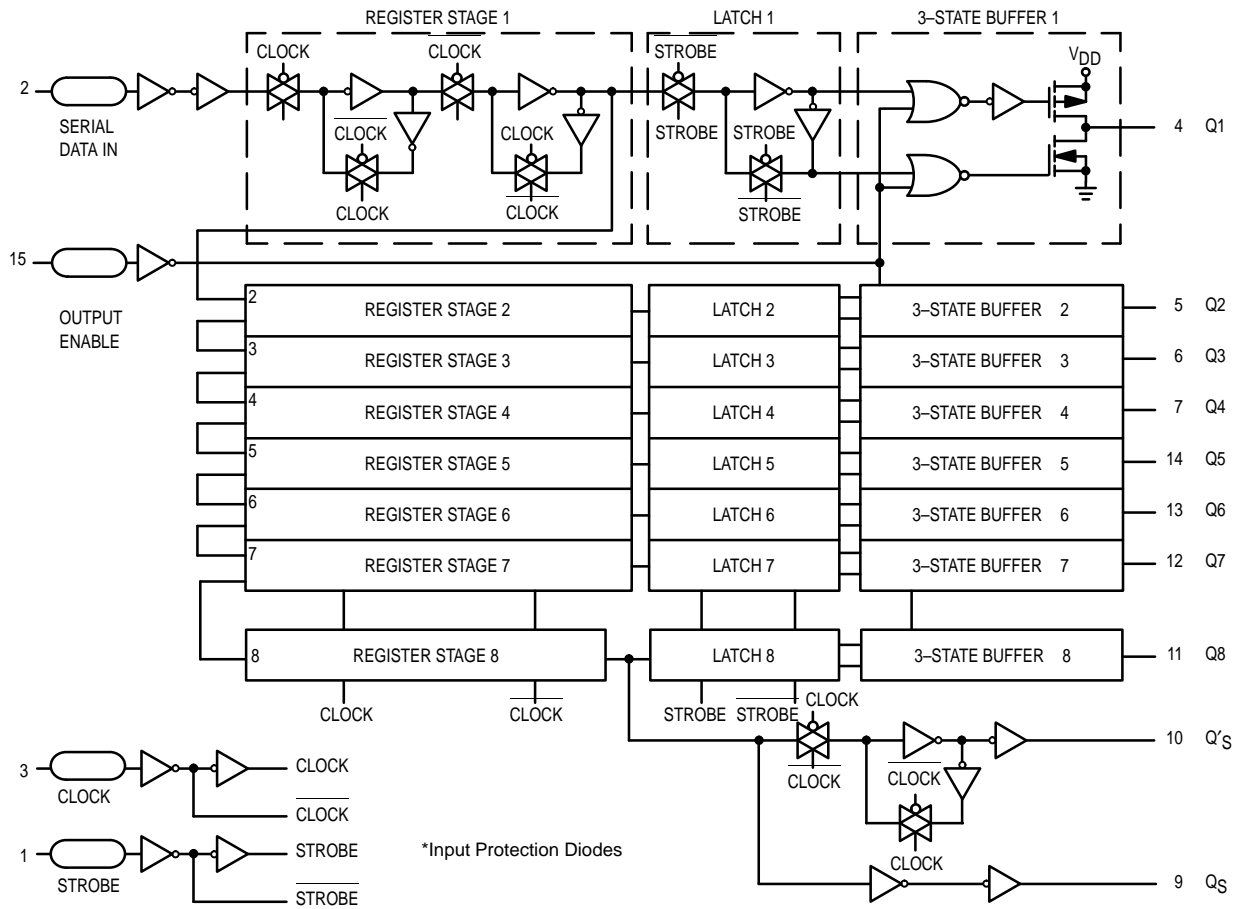 REGISTER STAGE 1 LATCH 1 3–STATE BUFFER 1
CLOCK CLOCK STROBE VDD
2 SERIAL DATA IN
CLOCK STROBE STROBE
4 Q1
CLOCK CLOCK STROBE
15 OUTPUT ENABLE
2 REGISTER STAGE 2 LATCH 2 3–STATE BUFFER 2 5 Q2
3 REGISTER STAGE 3 LATCH 3 3–STATE BUFFER 3 6 Q3
4 REGISTER STAGE 4 LATCH 4 3–STATE BUFFER 4 7 Q4
5 REGISTER STAGE 5 LATCH 5 3–STATE BUFFER 5 14 Q5
6 REGISTER STAGE 6 LATCH 6 3–STATE BUFFER 6 13 Q6
7 REGISTER STAGE 7 LATCH 7 3–STATE BUFFER 7 12 Q7
8 REGISTER STAGE 8 LATCH 8 3–STATE BUFFER 8 11 Q8
CLOCK CLOCK STROBE STROBE CLOCK
10 Q'S
CLOCK CLOCK
CLOCK
3 CLOCK CLOCK
CLOCK
1 STROBE STROBE
STROBE
*Input Protection Diodes
9 QS